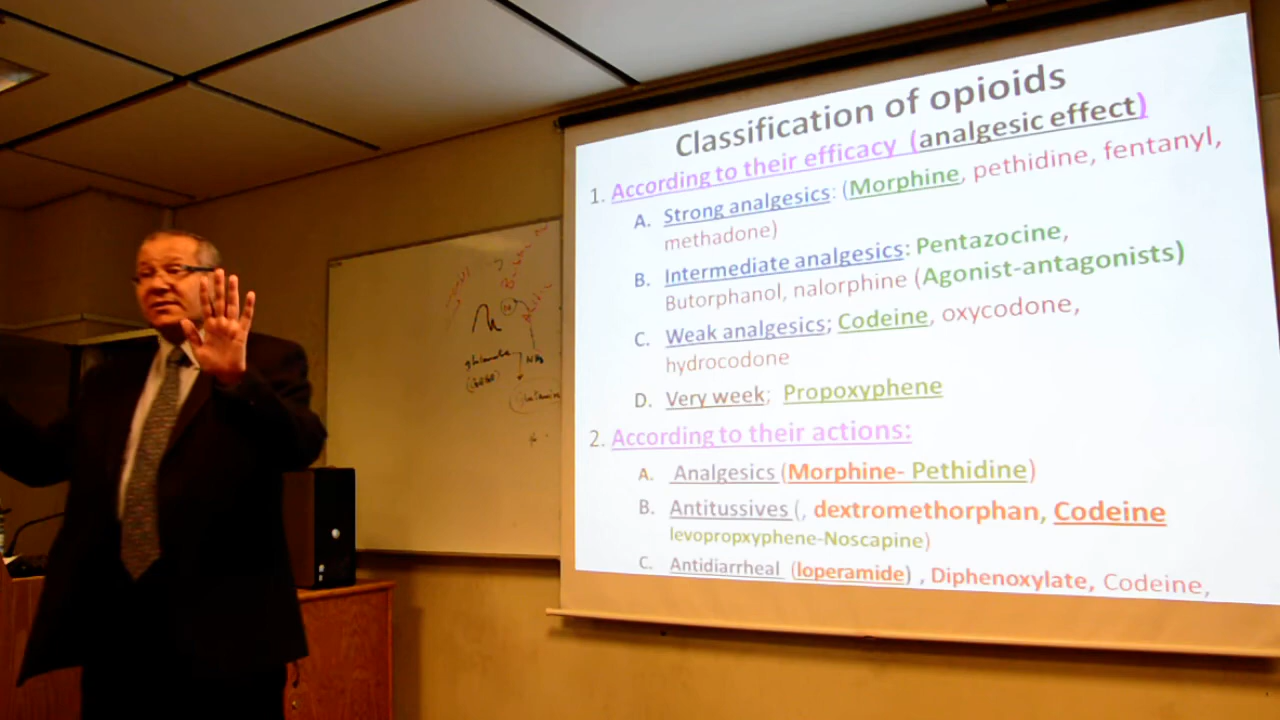 Classification of opioids
1. According to their efficacy (analgesic effect)
A. Strong analgesics: (Morphine, pethidine, fentanyl,
methadone)
B. Intermediate analgesics: Pentazocine,
Butorphanol, nalorphine (Agonist-antagonists)
C. Weak analgesics; Codeine, oxycodone,
hydrocodone
D. Very week; Propoxyphene
2. According to their actions:
A. Analgesics (Morphine- Pethidine)
B. Antitussives (, dextromethorphan, Codeine
levopropxyphene-Noscapine)
C. Antidiarrheal (loperamide) , Diphenoxylate, Codeine,